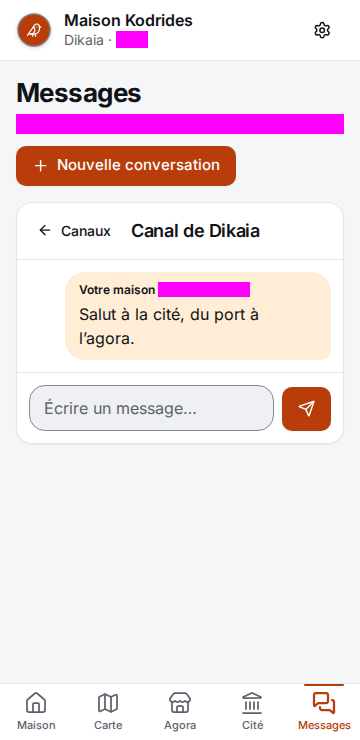 Maison Kodrides
Dikaia ·
Messages
Nouvelle conversation
Canaux
Canal de Dikaia
Votre maison
Salut à la cité, du port à
l’agora.
Écrire un message...
Maison
Carte
Agora
Cité
Messages